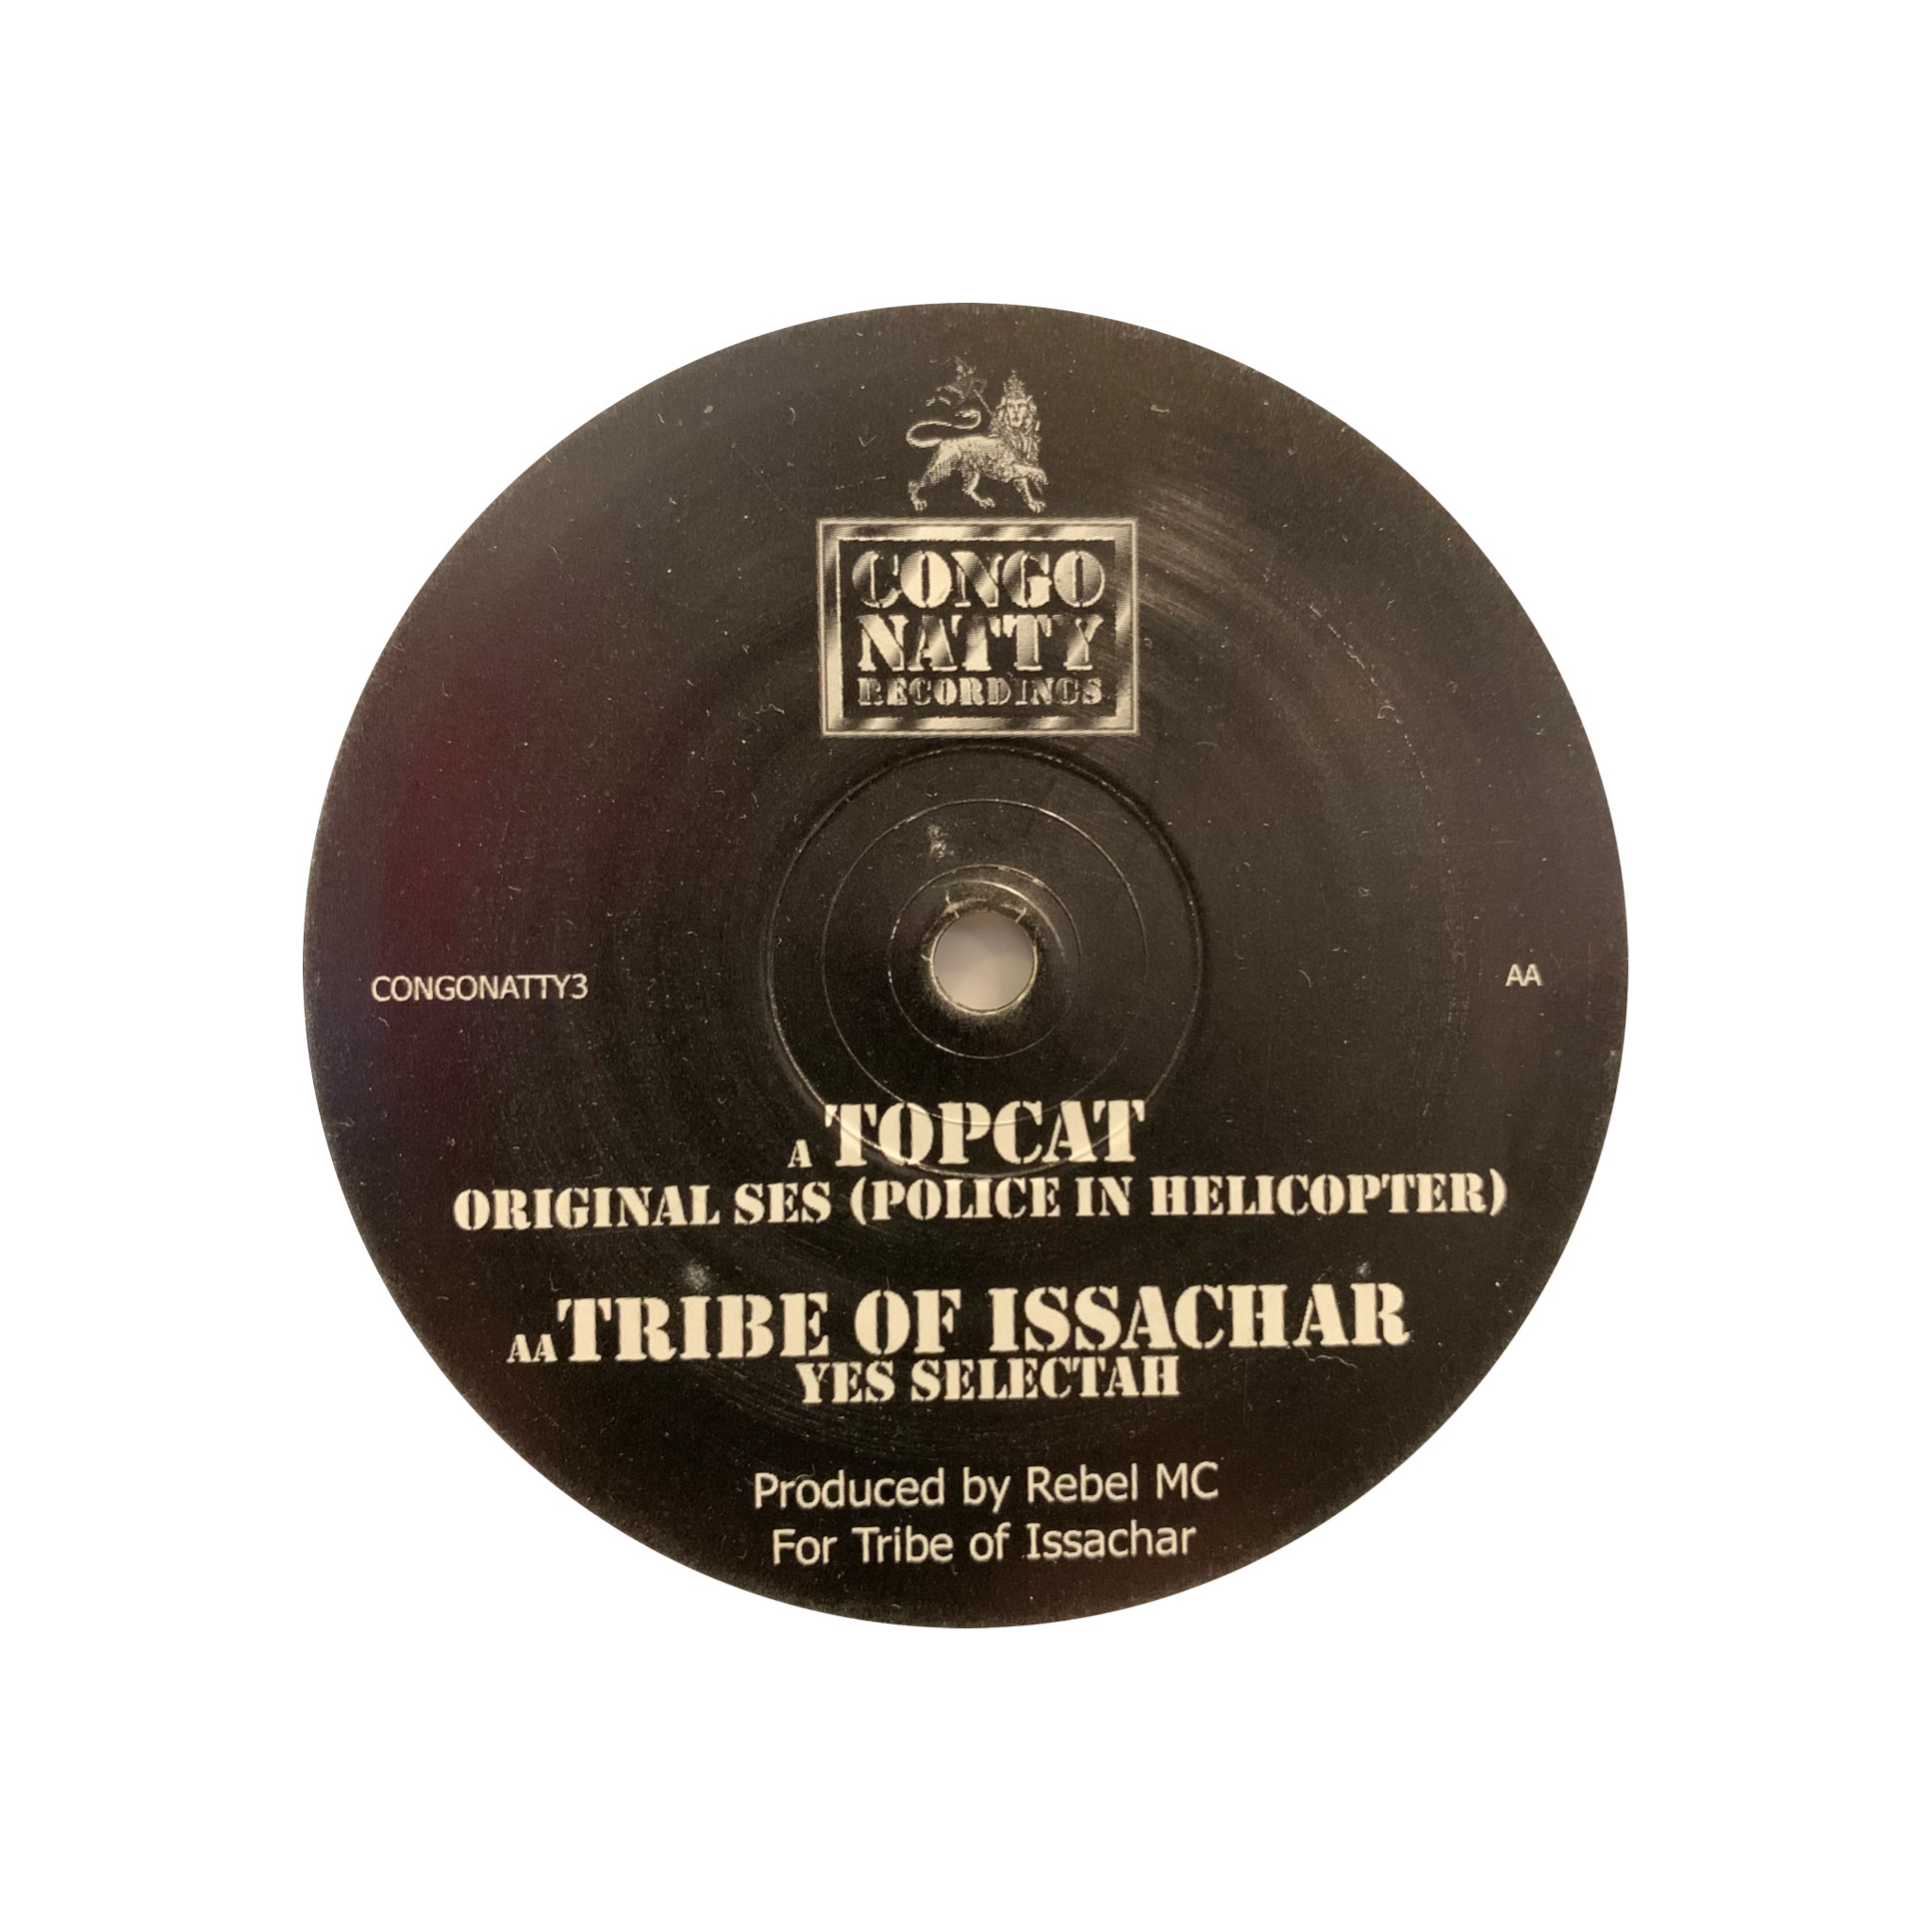 CONGO
NATTY
RECORDINGS
CONGONATTY3
AA
A TOPCAT
ORIGINAL SES (POLICE IN HELICOPTER)
AA TRIBE OF ISSACHAR
YES SELECTAH
Produced by Rebel MC
For Tribe of Issachar